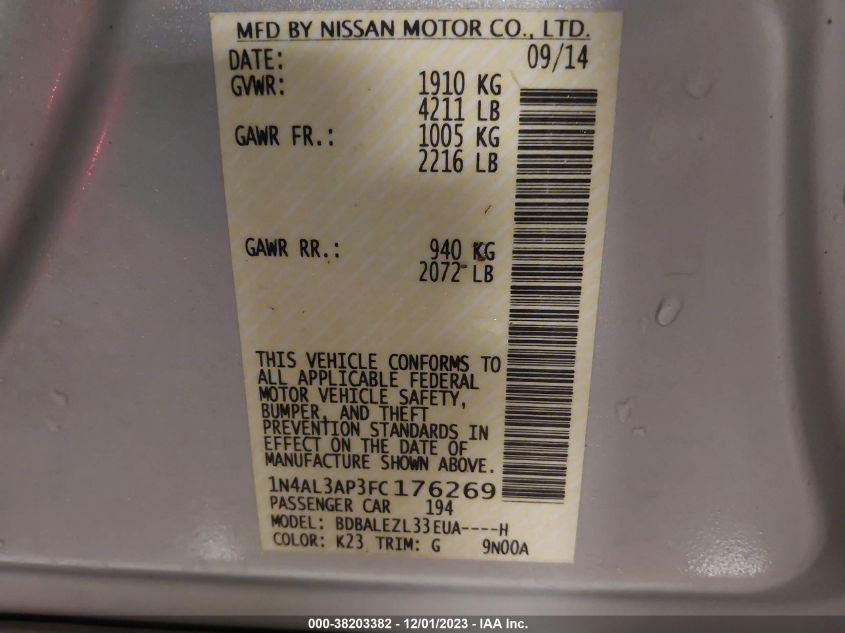 MFD BY NISSAN MOTOR CO., LTD.
DATE: 09/14
GVWR: 1910 KG
4211 LB
GAWR FR.: 1005 KG
2216 LB
GAWR RR.: 940 KG
2072 LB
THIS VEHICLE CONFORMS TO
ALL APPLICABLE FEDERAL
MOTOR VEHICLE SAFETY,
BUMPER, AND THEFT
PREVENTION STANDARDS IN
EFFECT ON THE DATE OF
MANUFACTURE SHOWN ABOVE.
1N4AL3AP3FC176269
PASSENGER CAR 194
MODEL: BDBALEZL33EUA----H
COLOR: K23 TRIM: G 9N00A
000-38203382 - 12/01/2023 - IAA Inc.